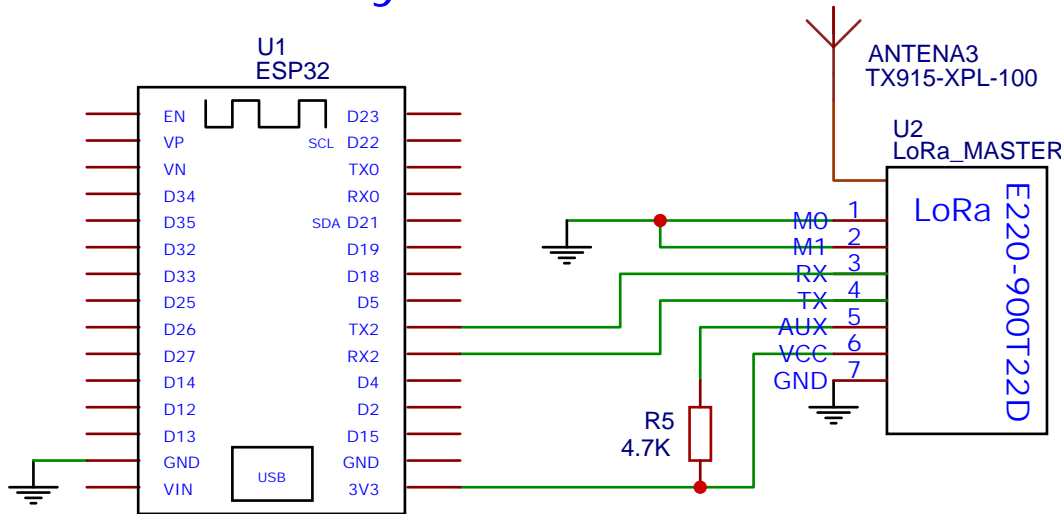 U1
ESP32
EN
VP
VN
D34
D35
D32
D33
D25
D26
D27
D14
D12
D13
GND
VIN
D23
SCL D22
TX0
RX0
SDA D21
D19
D18
D5
TX2
RX2
D4
D2
D15
GND
3V3
USB
R5
4.7K
ANTENA3
TX915-XPL-100
U2
LoRa_MASTER
M0 1
M1 2
RX 3
TX 4
AUX 5
VCC 6
GND 7
LoRa
E220-900T22D